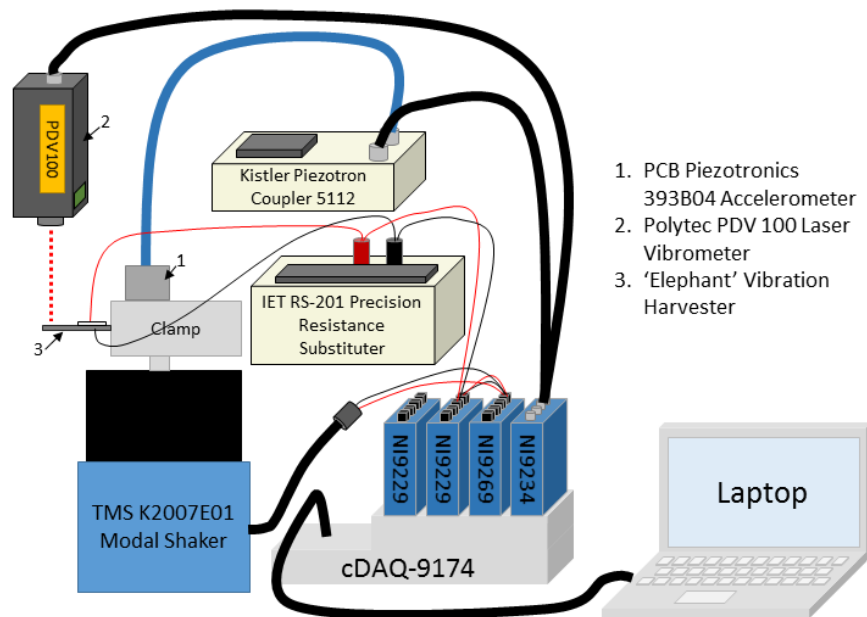 PDV100
2
Kistler Piezotron
Coupler 5112
1
IET RS-201 Precision
Resistance
Substituter
Clamp
3
1. PCB Piezotronics
393B04 Accelerometer
2. Polytec PDV 100 Laser
Vibrometer
3. ‘Elephant’ Vibration
Harvester
NI9229
NI9229
NI9269
NI9234
TMS K2007E01
Modal Shaker
cDAQ-9174
Laptop